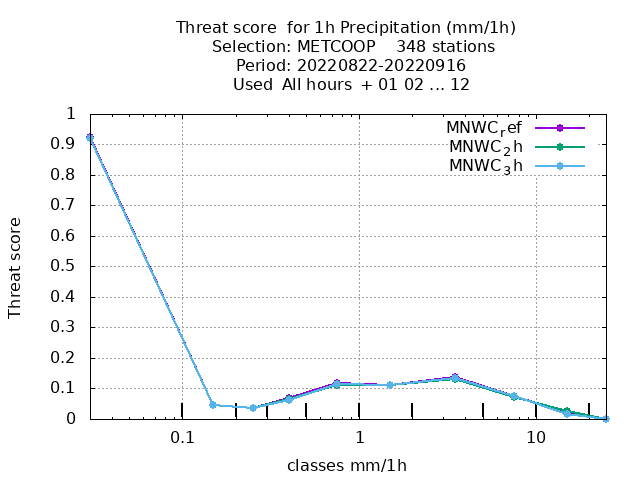 Threat score  for 1h Precipitation (mm/1h)
Selection: METCOOP    348 stations
Period: 20220822-20220916
Used  All hours  + 01 02 ... 12
MNWC_ref
MNWC_2h
MNWC_3h
1
0.9
0.8
0.7
0.6
0.5
0.4
0.3
0.2
0.1
0
Threat score
0.1 1 10
classes mm/1h